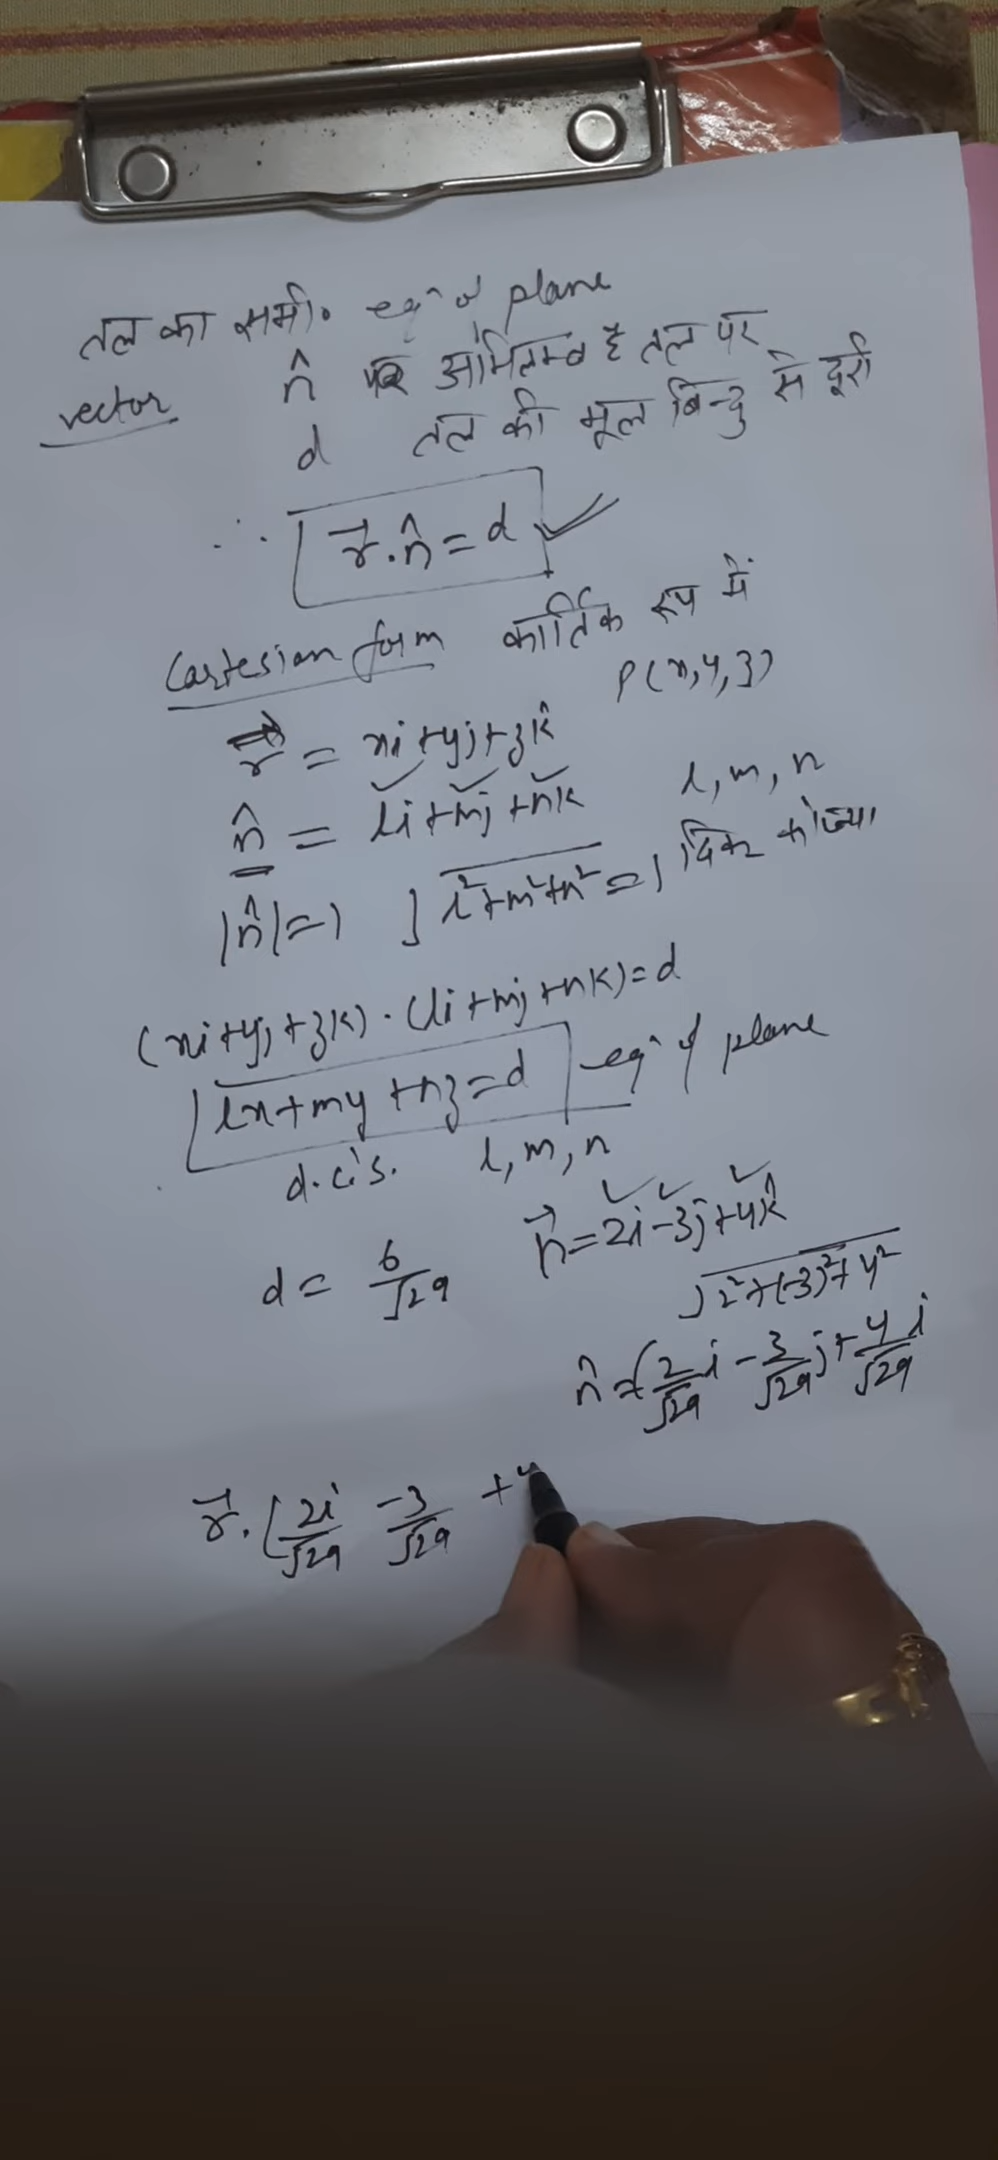 तल का समी० eqⁿ of plane
vector n̂ पर अभिलम्ब है तल पर
d तल की मूल बिन्दु से दूरी
∴ r⃗.n̂ = d ✓
Cartesian form कार्तिक रूप में
P(x,y,z)
r⃗ = xi+yj+zk̂
n̂ = li+mj+nk l, m, n
|n̂|=1 √l²+m²+n² = 1 दिक
(xi+yj+zk).(li+mj+nk)=d
lx+my+nz=d eqⁿ of plane
d.c's. l, m, n
d = 6/√29 n⃗=2i-3j+4k̂
√2²+(-3)²+4²
n̂ = (2/√29 i - 3/√29 j + 4/√29 i
r⃗.(2i/√29 -3/√29 +4